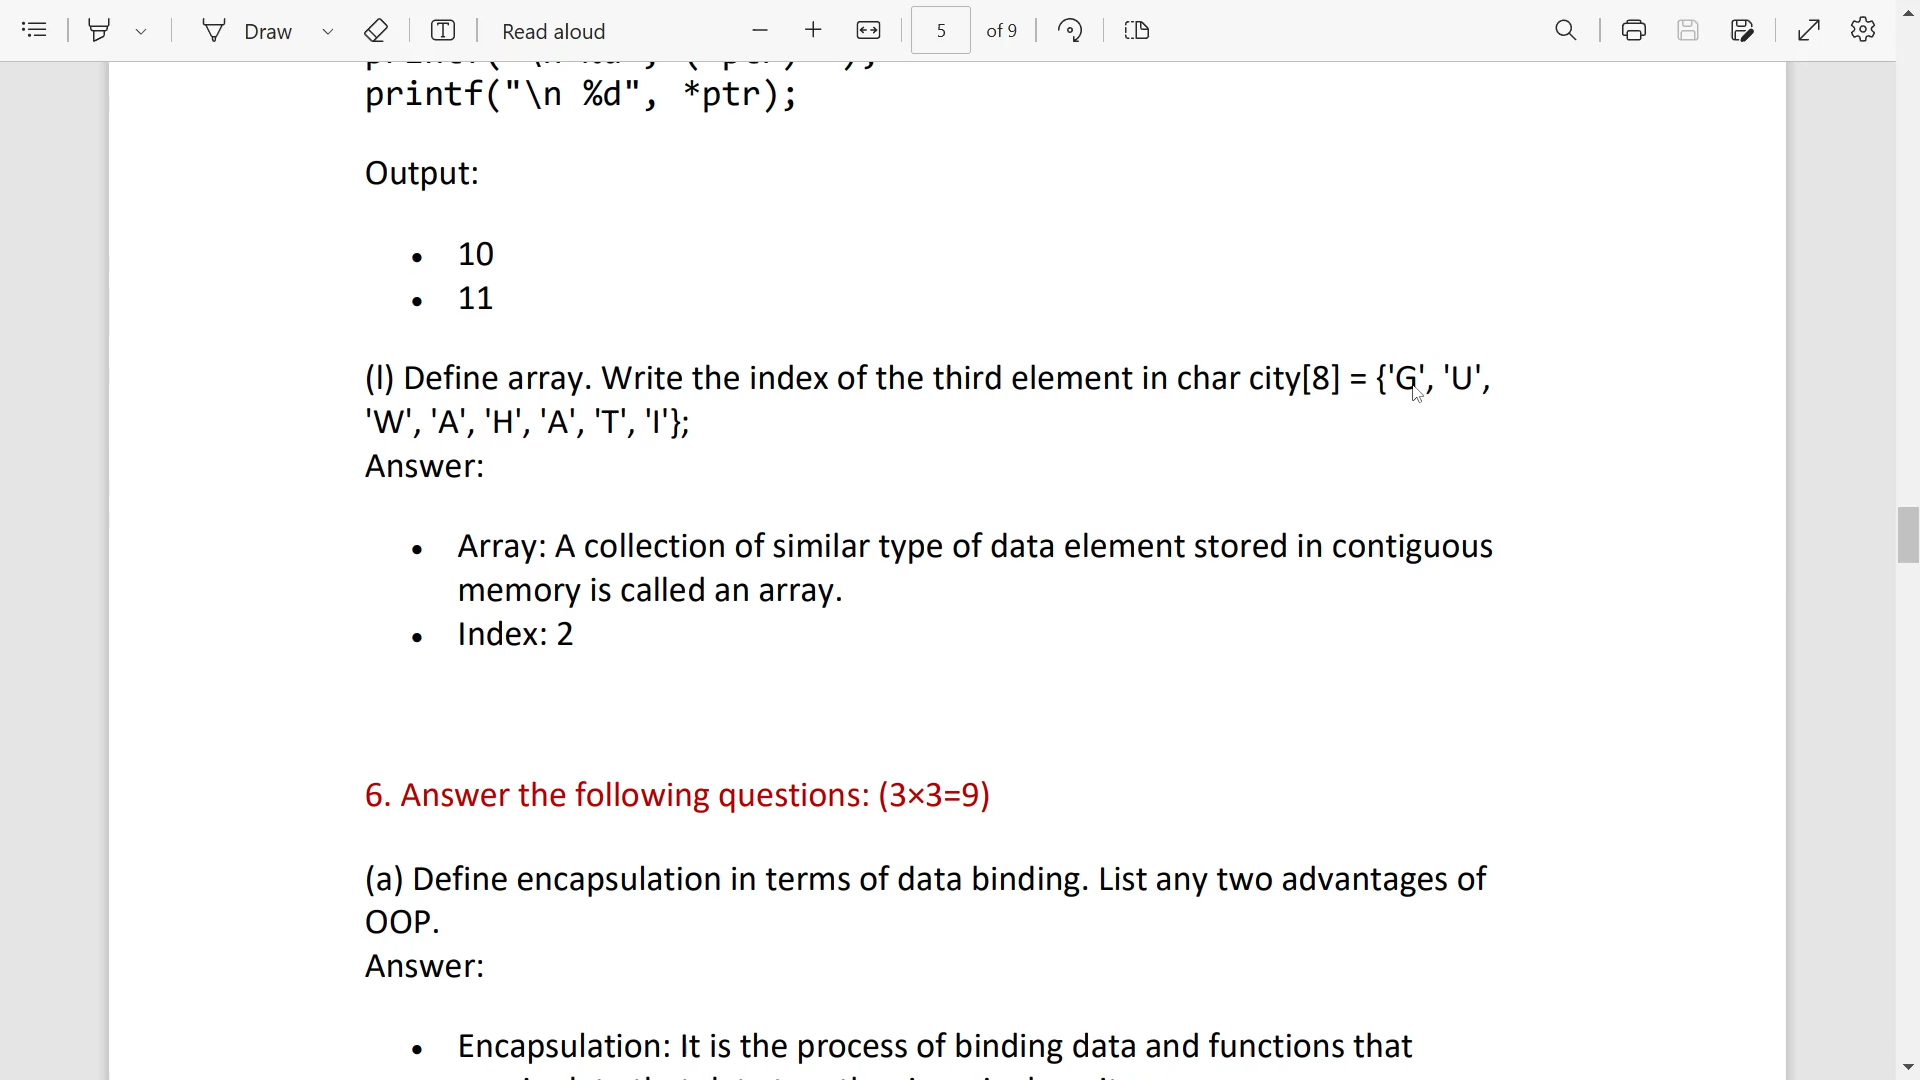 Draw
Read aloud
5 of 9
printf("\n %d", *ptr);
Output:
• 10
• 11
(l) Define array. Write the index of the third element in char city[8] = {'G', 'U',
'W', 'A', 'H', 'A', 'T', 'I'};
Answer:
• Array: A collection of similar type of data element stored in contiguous
memory is called an array.
• Index: 2
6. Answer the following questions: (3×3=9)
(a) Define encapsulation in terms of data binding. List any two advantages of
OOP.
Answer:
• Encapsulation: It is the process of binding data and functions that